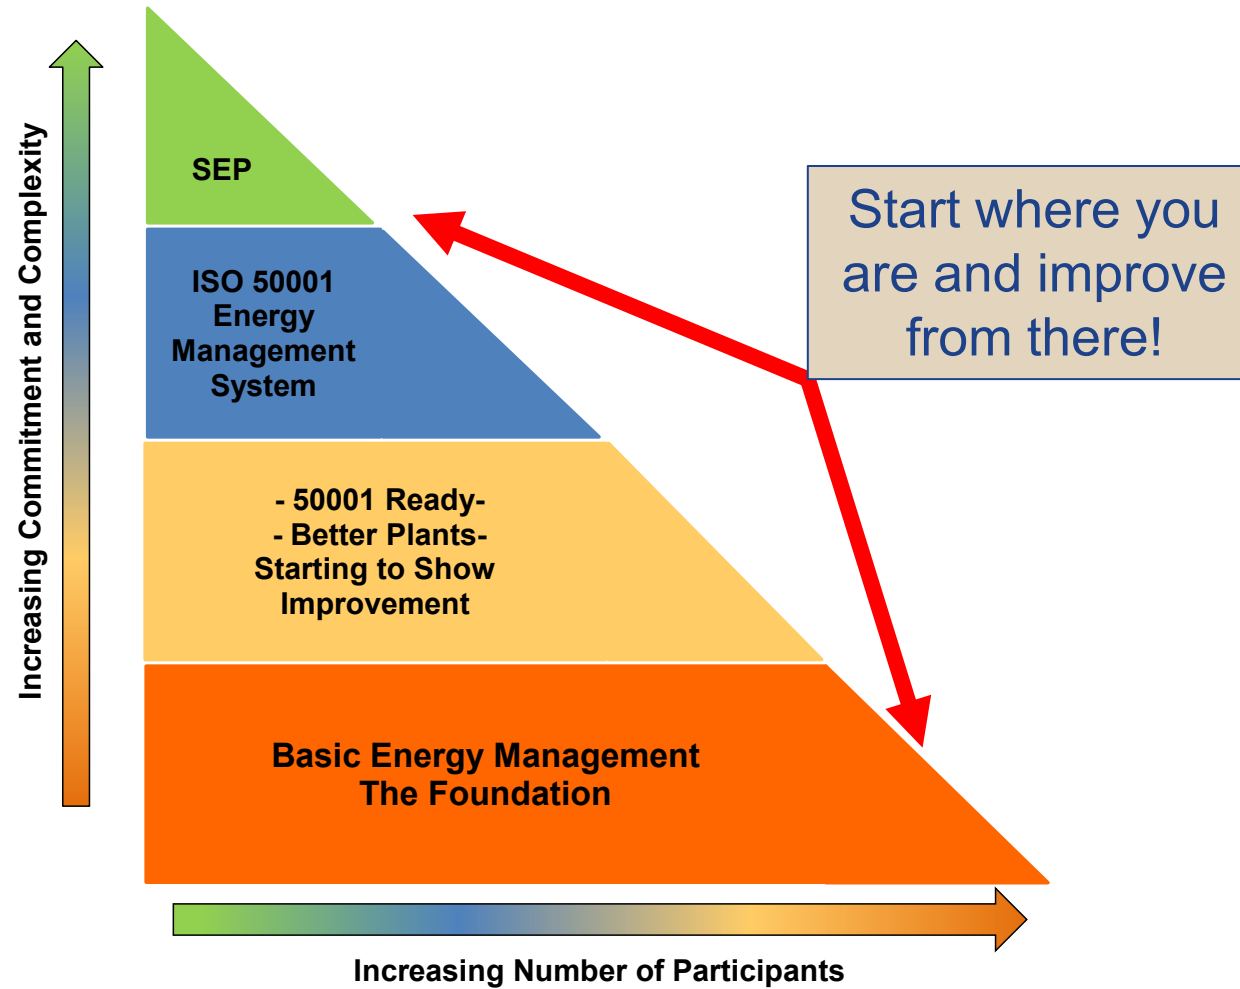 Increasing Commitment and Complexity
SEP
ISO 50001
Energy
Management
System
- 50001 Ready-
- Better Plants-
Starting to Show
Improvement
Basic Energy Management
The Foundation
Start where you
are and improve
from there!
Increasing Number of Participants